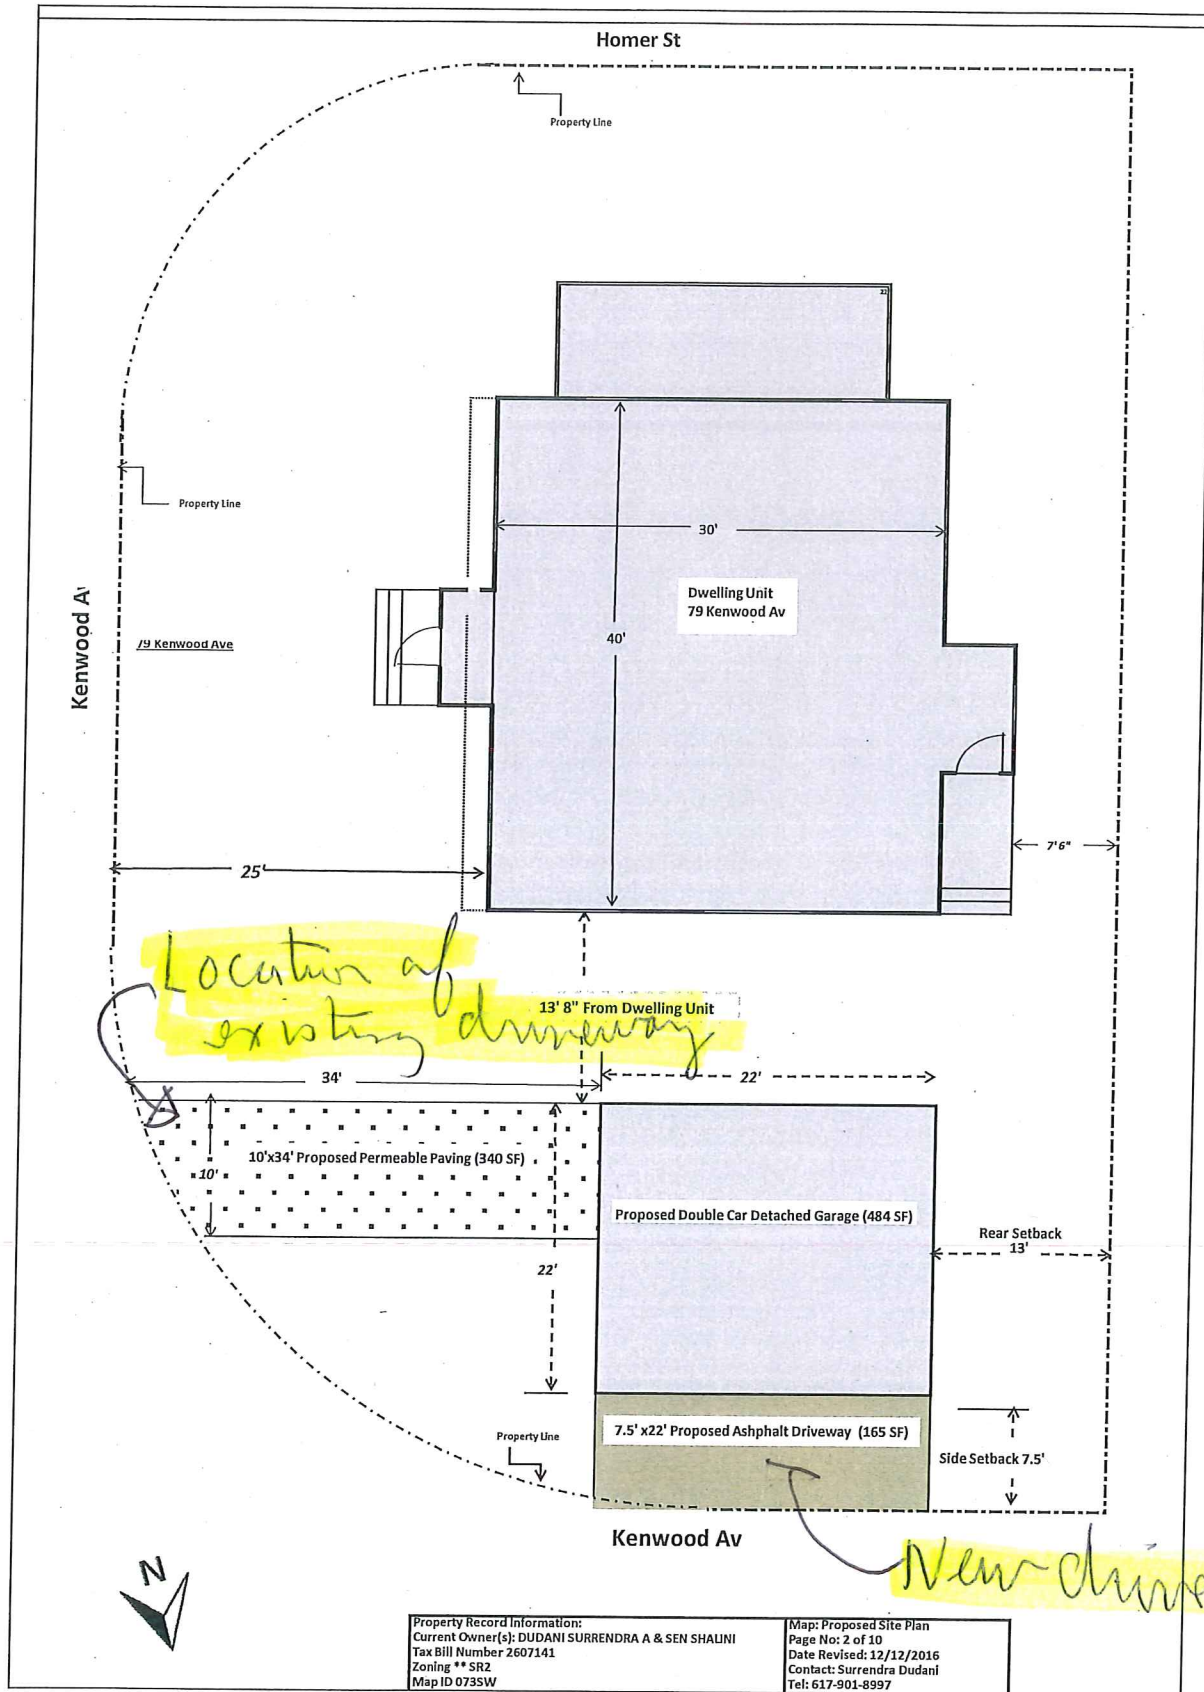 Homer St
Property Line
22
Property Line
30'
Dwelling Unit
79 Kenwood Av
40'
Kenwood Av
79 Kenwood Ave
7'6"
25'
Location of
existing driveway
13' 8" From Dwelling Unit
34'
22'
10'x34' Proposed Permeable Paving (340 SF)
10'
Proposed Double Car Detached Garage (484 SF)
Rear Setback
13'
22'
7.5' x22' Proposed Ashphalt Driveway (165 SF)
Property Line
Side Setback 7.5'
Kenwood Av
New drive
N
Property Record Information:
Current Owner(s): DUDANI SURRENDRA A & SEN SHALINI
Tax Bill Number 2607141
Zoning ** SR2
Map ID 073SW
Map: Proposed Site Plan
Page No: 2 of 10
Date Revised: 12/12/2016
Contact: Surrendra Dudani
Tel: 617-901-8997